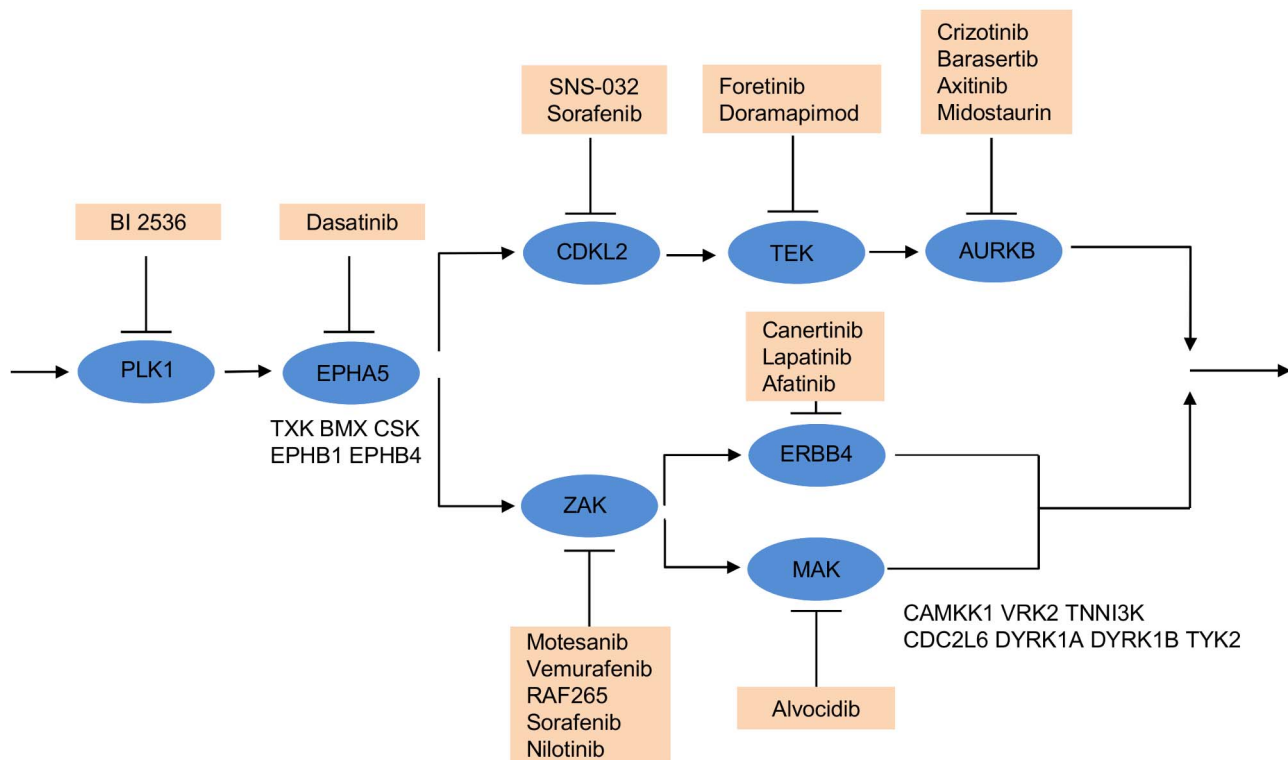 Crizotinib
Barasertib
Axitinib
Midostaurin
SNS-032
Sorafenib
Foretinib
Doramapimod
BI 2536
Dasatinib
CDKL2
TEK
AURKB
Canertinib
Lapatinib
Afatinib
PLK1
EPHA5
TXK BMX CSK
EPHB1 EPHB4
ERBB4
ZAK
MAK
CAMKK1 VRK2 TNNI3K
CDC2L6 DYRK1A DYRK1B TYK2
Motesanib
Vemurafenib
RAF265
Sorafenib
Nilotinib
Alvocidib